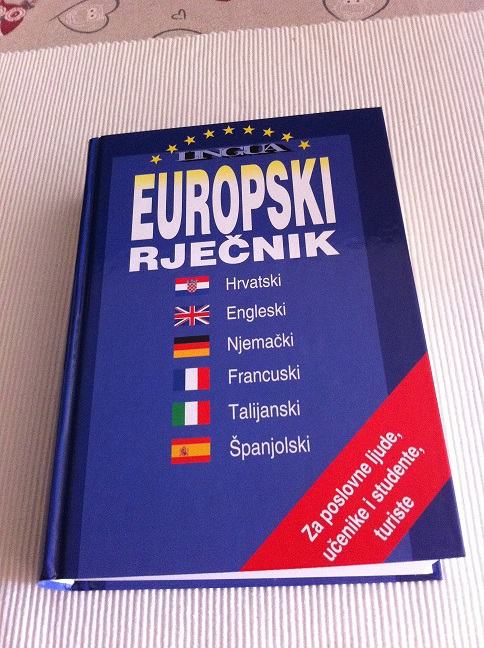 LINGUA
EUROPSKI
RJEČNIK
Hrvatski
Engleski
Njemački
Francuski
Talijanski
Španjolski
Za poslovne ljude,
učenike i studente,
turiste